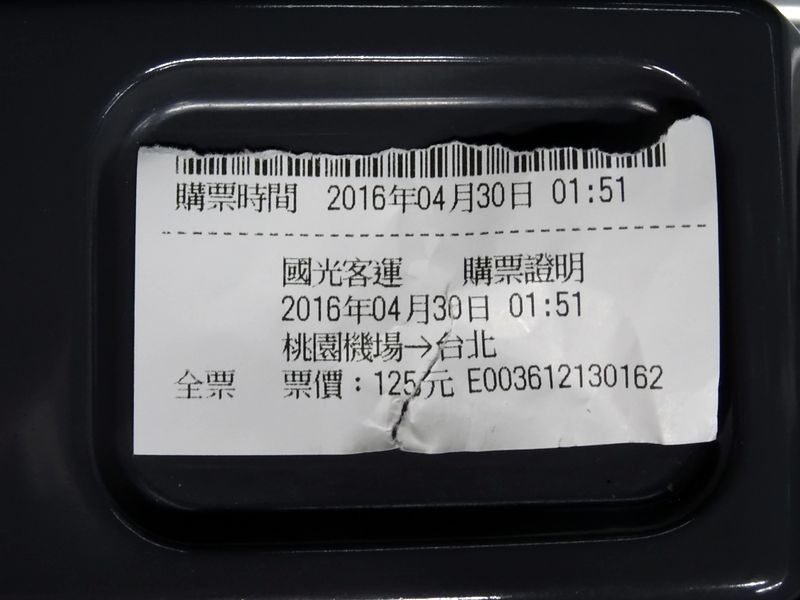 購票時間 2016年04月30日 01:51
國光客運 購票證明
2016年04月30日 01:51
桃園機場→台北
全票 票價：125元 E003612130162